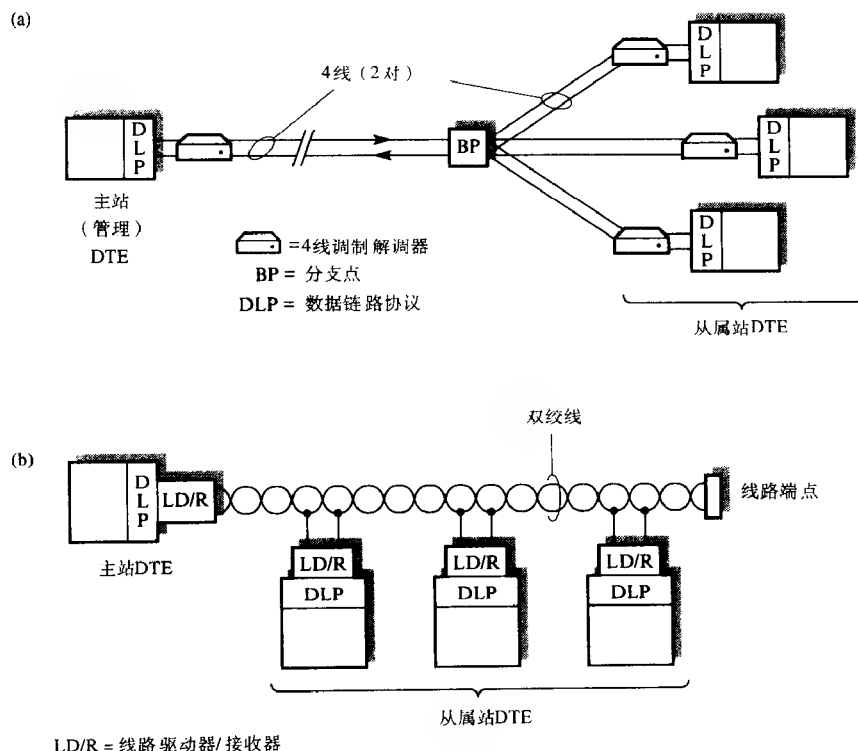 (a)
4线（2对）
D
L
P
D
L
P
BP
D
L
P
D
L
P
主站
（管理）
DTE
=4线调制解调器
BP = 分支点
DLP = 数据链路协议
从属站DTE
(b)
双绞线
D
L
P
LD/R
线路端点
主站DTE
LD/R
DLP
LD/R
DLP
LD/R
DLP
从属站DTE
LD/R = 线路驱动器/接收器